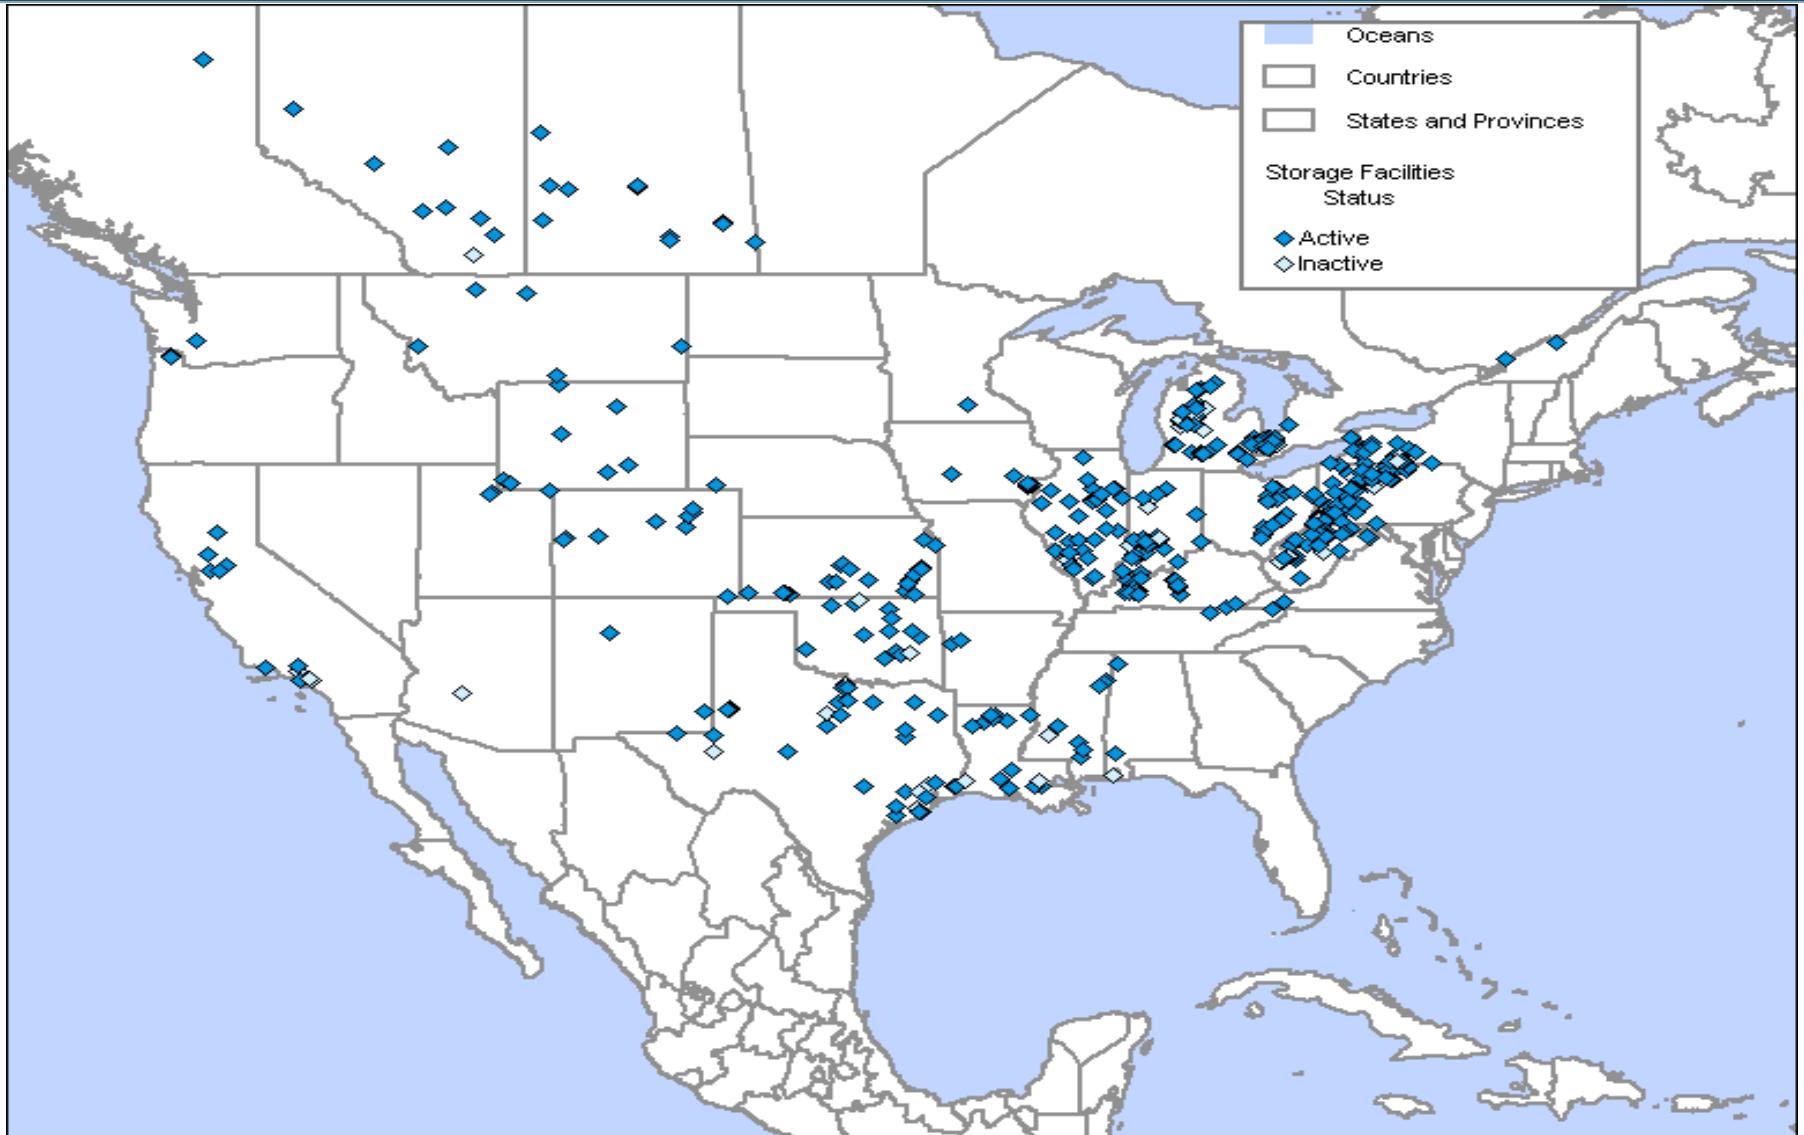 Oceans
Countries
States and Provinces
Storage Facilities
Status
Active
Inactive